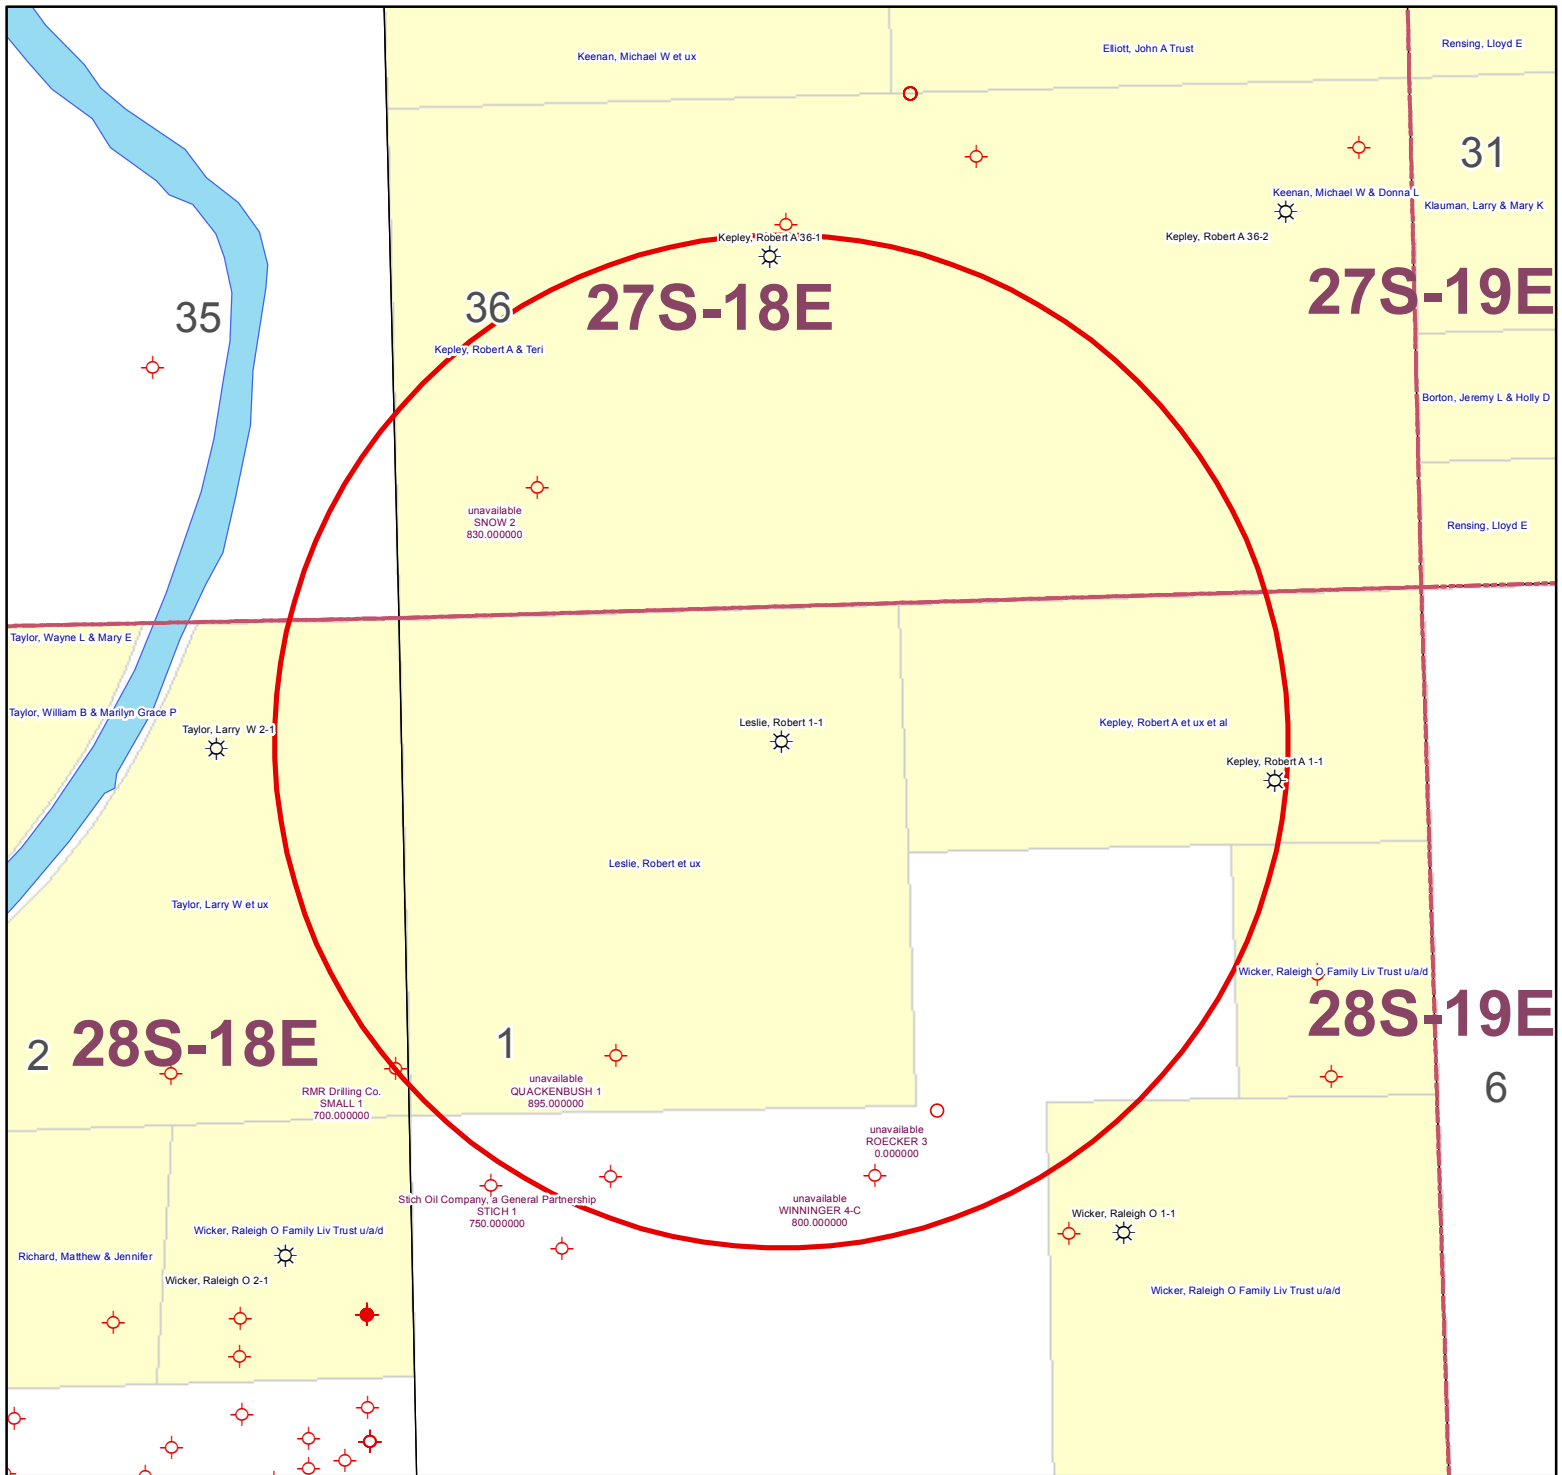 Keenan, Michael W et ux
Elliott, John A Trust
Rensing, Lloyd E
31
Keenan, Michael W & Donna L
Klauman, Larry & Mary K
Kepley, Robert A 36-1
Kepley, Robert A 36-2
35
36
27S-18E
27S-19E
Kepley, Robert A & Teri
Borton, Jeremy L & Holly D
unavailable
SNOW 2
830.000000
Rensing, Lloyd E
Taylor, Wayne L & Mary E
Taylor, William B & Marilyn Grace P
Taylor, Larry W 2-1
Leslie, Robert 1-1
Kepley, Robert A et ux et al
Kepley, Robert A 1-1
Leslie, Robert et ux
Taylor, Larry W et ux
Wicker, Raleigh O Family Liv Trust u/a/d
2
28S-18E
1
28S-19E
6
RMR Drilling Co.
SMALL 1
700.000000
unavailable
QUACKENBUSH 1
895.000000
unavailable
ROECKER 3
0.000000
Stich Oil Company, a General Partnership
STICH 1
750.000000
unavailable
WINNINGER 4-C
800.000000
Wicker, Raleigh O 1-1
Wicker, Raleigh O Family Liv Trust u/a/d
Richard, Matthew & Jennifer
Wicker, Raleigh O 2-1
Wicker, Raleigh O Family Liv Trust u/a/d